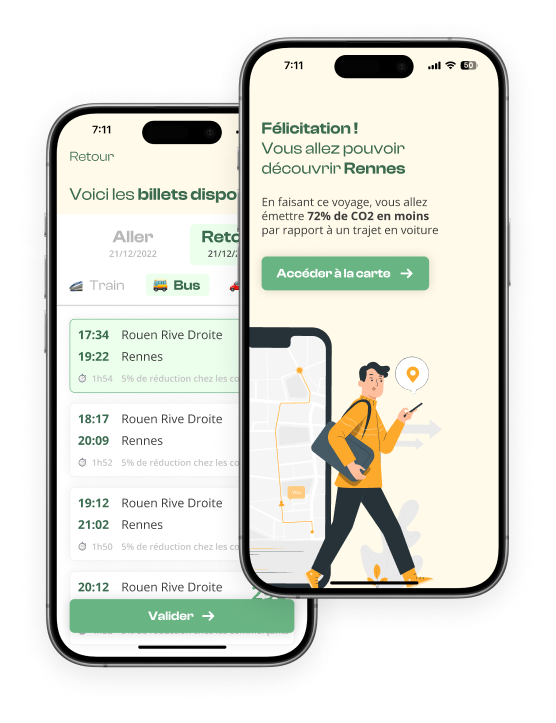 7:11
Retour
Voici les billets dispo
Aller
21/12/2022
Reto
21/12/2
Train
Bus
17:34 Rouen Rive Droite
19:22 Rennes
1h54 5% de réduction chez les co
18:17 Rouen Rive Droite
20:09 Rennes
1h52 5% de réduction chez les co
19:12 Rouen Rive Droite
21:02 Rennes
1h50 5% de réduction chez les co
20:12 Rouen Rive Droite
Valider
7:11
50
Félicitation !
Vous allez pouvoir
découvrir Rennes
En faisant ce voyage, vous allez
émettre 72% de CO2 en moins
par rapport à un trajet en voiture
Accéder à la carte